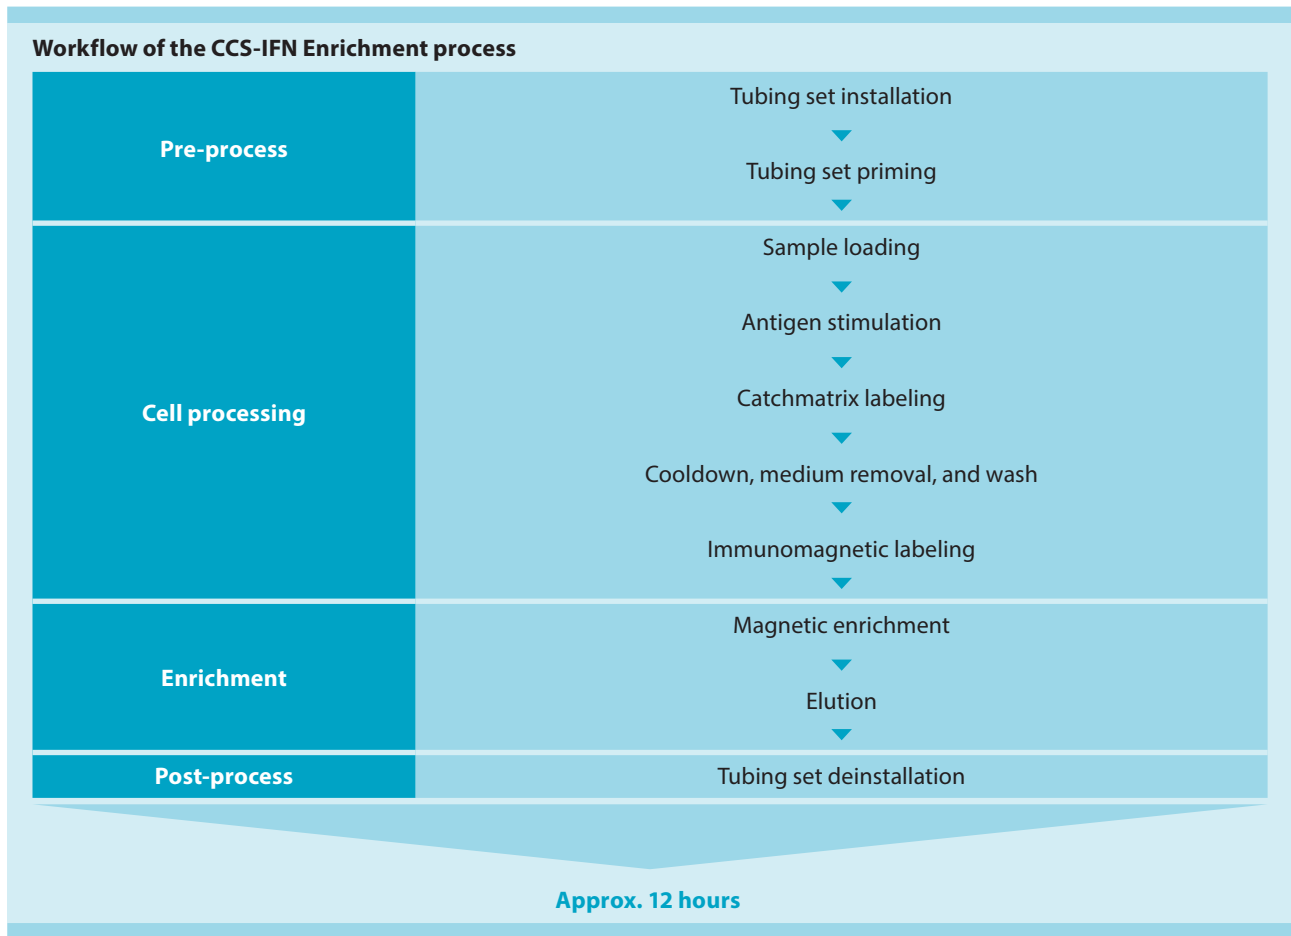 Workflow of the CCS-IFN Enrichment process
Pre-process
Tubing set installation
Tubing set priming
Cell processing
Sample loading
Antigen stimulation
Catchmatrix labeling
Cooldown, medium removal, and wash
Immunomagnetic labeling
Enrichment
Magnetic enrichment
Elution
Post-process
Tubing set deinstallation
Approx. 12 hours